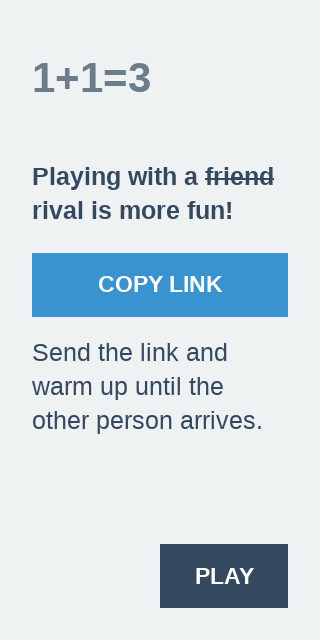 1+1=3
Playing with a friend
rival is more fun!
COPY LINK
Send the link and
warm up until the
other person arrives.
PLAY